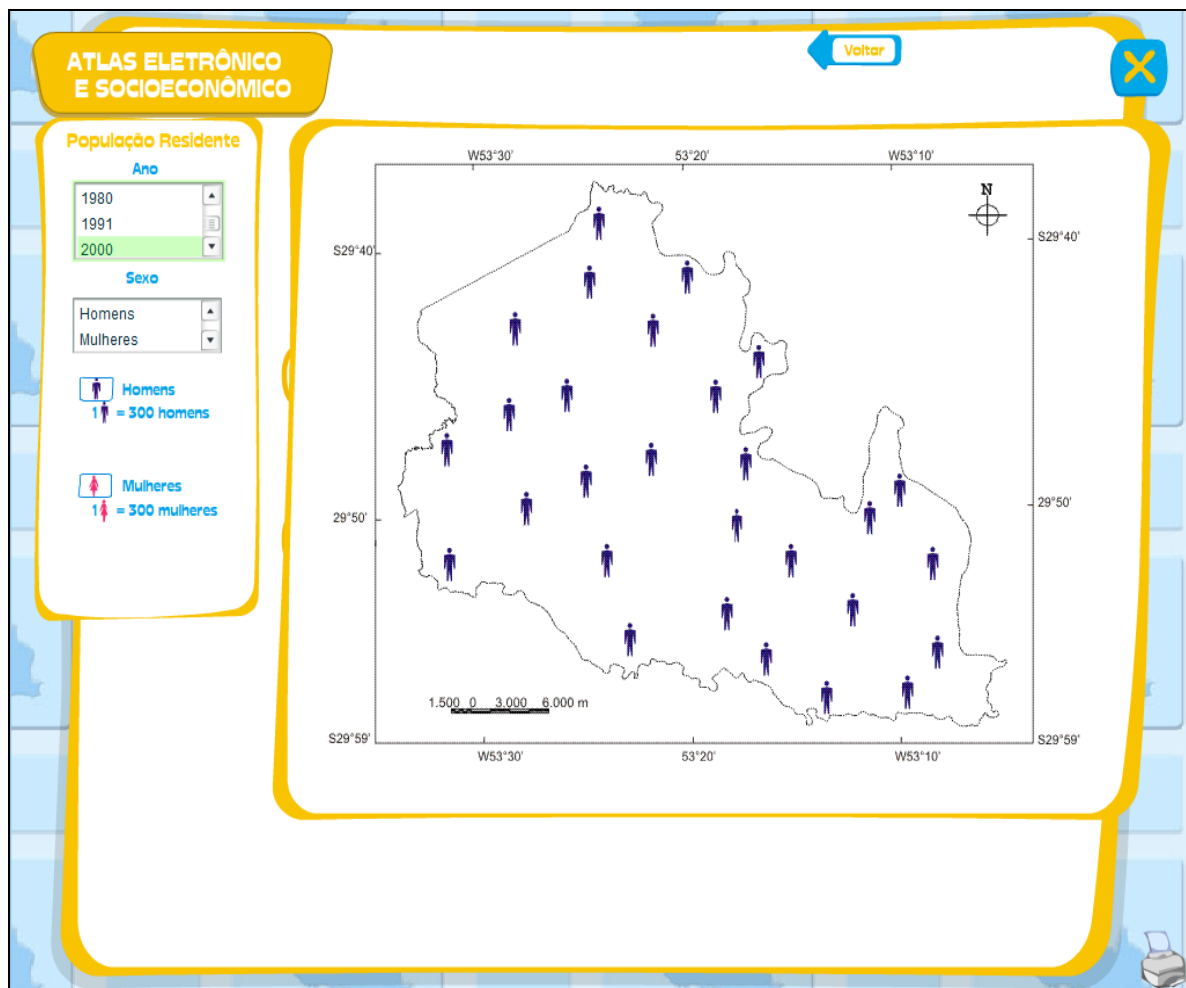 ATLAS ELETRÔNICO
E SOCIOECONÔMICO
Voltar
População Residente
Ano
1980
1991
2000
Sexo
Homens
Mulheres
Homens
1 = 300 homens
Mulheres
1 = 300 mulheres
W53°30' 53°20' W53°10'
N
S29°40' S29°40'
29°50' 29°50'
1.500 0 3.000 6.000 m
S29°59' S29°59'
W53°30' 53°20' W53°10'